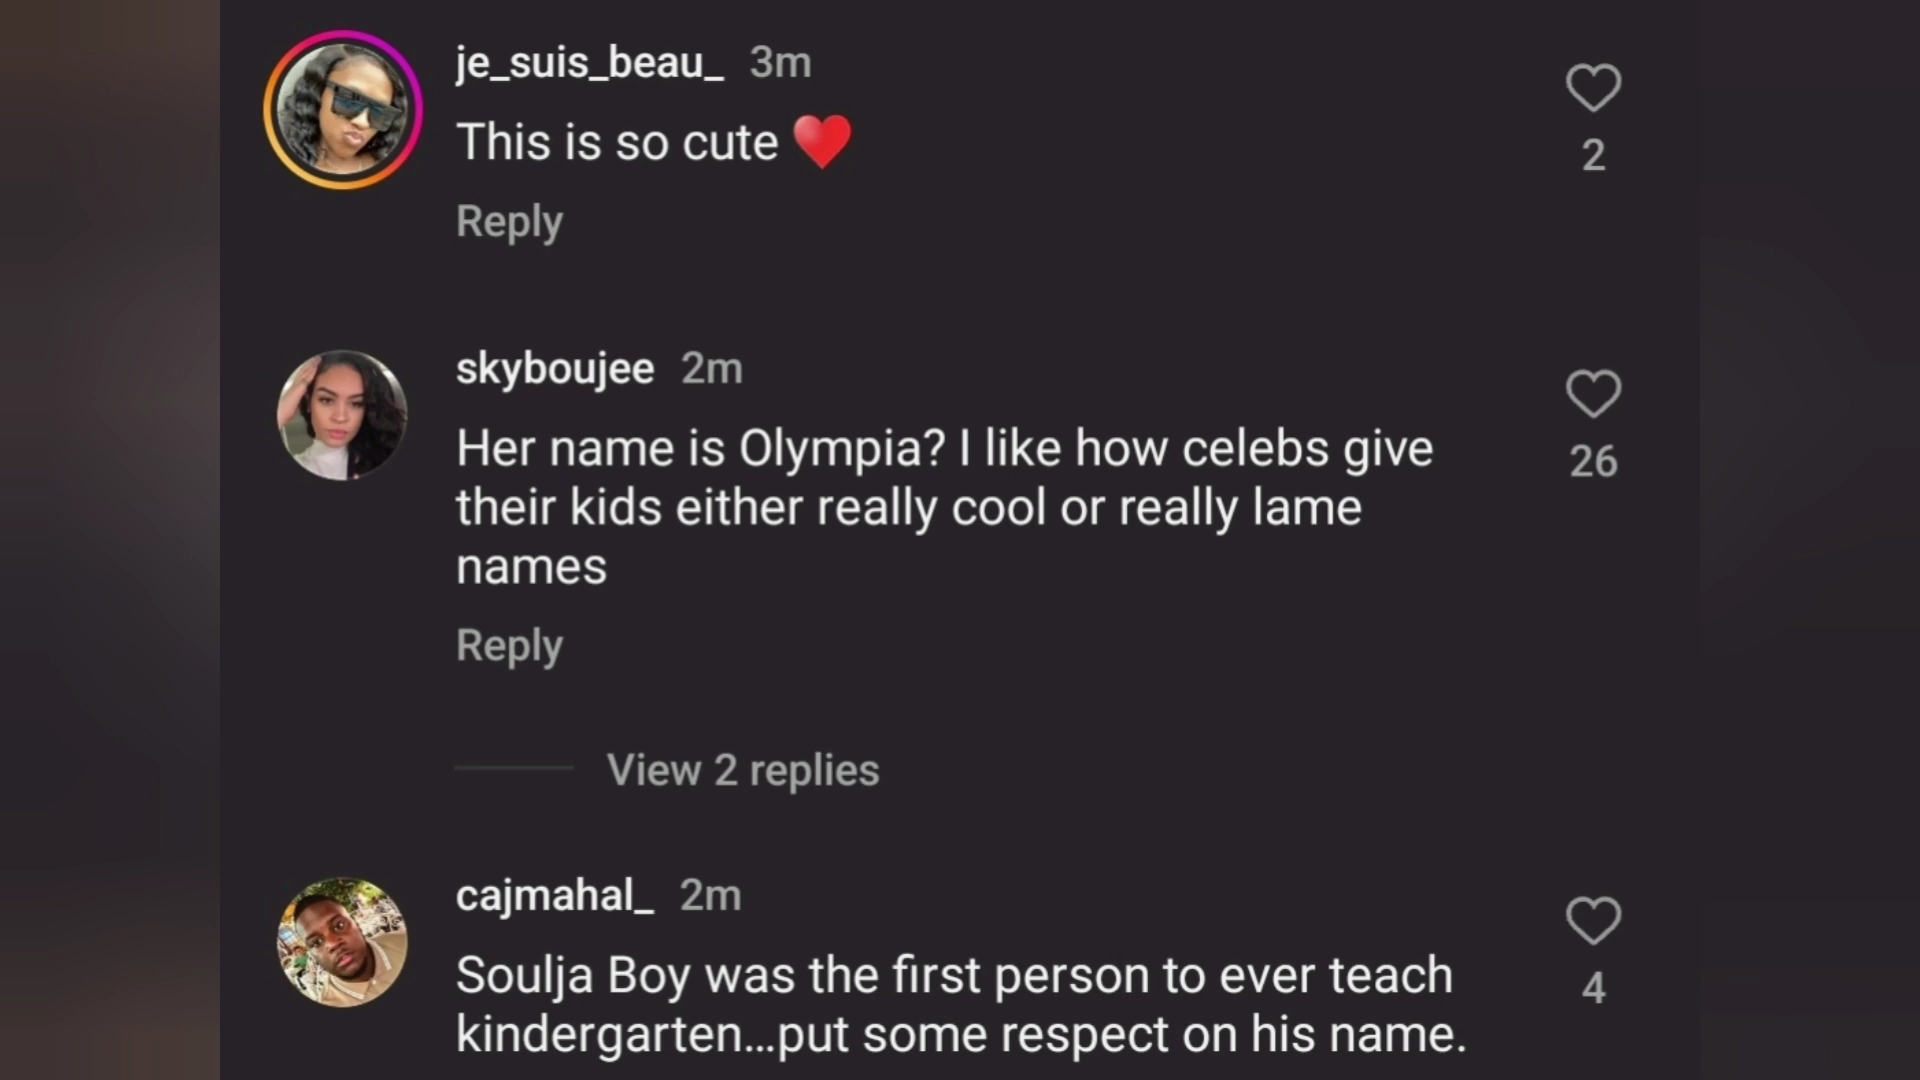 je_suis_beau_ 3m
This is so cute ❤️
2
Reply
skyboujee 2m
Her name is Olympia? I like how celebs give
their kids either really cool or really lame
names
26
Reply
View 2 replies
cajmahal_ 2m
Soulja Boy was the first person to ever teach
kindergarten...put some respect on his name.
4